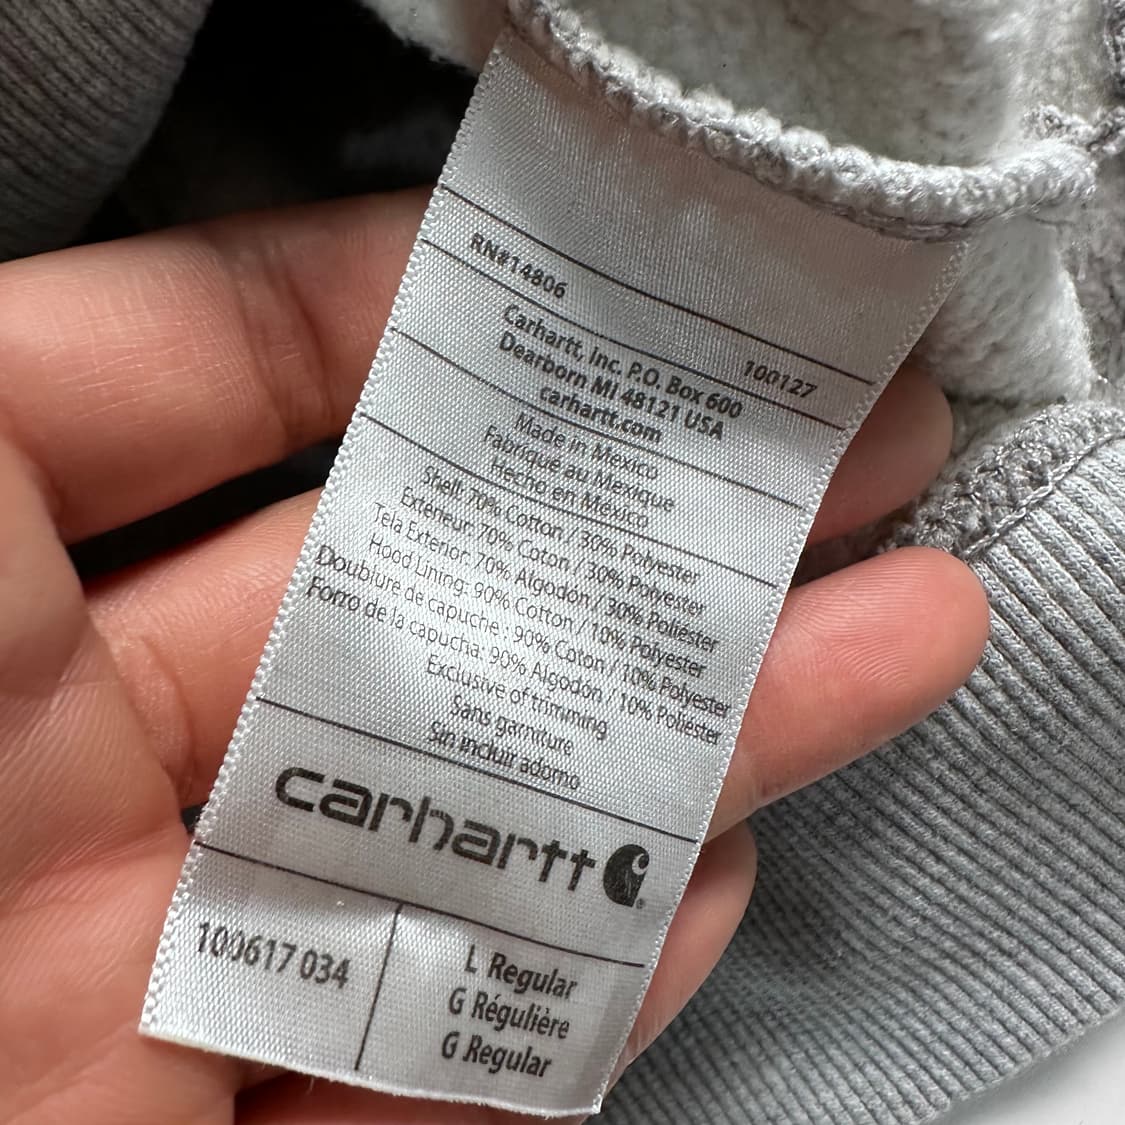 RN#14806
100127
Carhartt, Inc. P.O. Box 600
Dearborn MI 48121 USA
carhartt.com
Made in Mexico
Fabriqué au Mexique
Hecho en Mexico
Shell: 70% Cotton / 30% Polyester
Extérieur: 70% Coton / 30% Polyester
Tela Exterior: 70% Algodón / 30% Poliéster
Hood Lining: 90% Cotton / 10% Polyester
Doublure de capuche : 90% Coton / 10% Polyester
Forro de la capucha: 90% Algodón / 10% Poliéster
Exclusive of trimming
Sans garniture
Sin incluir adorno
carhartt
100617 034
L Regular
G Régulière
G Regular